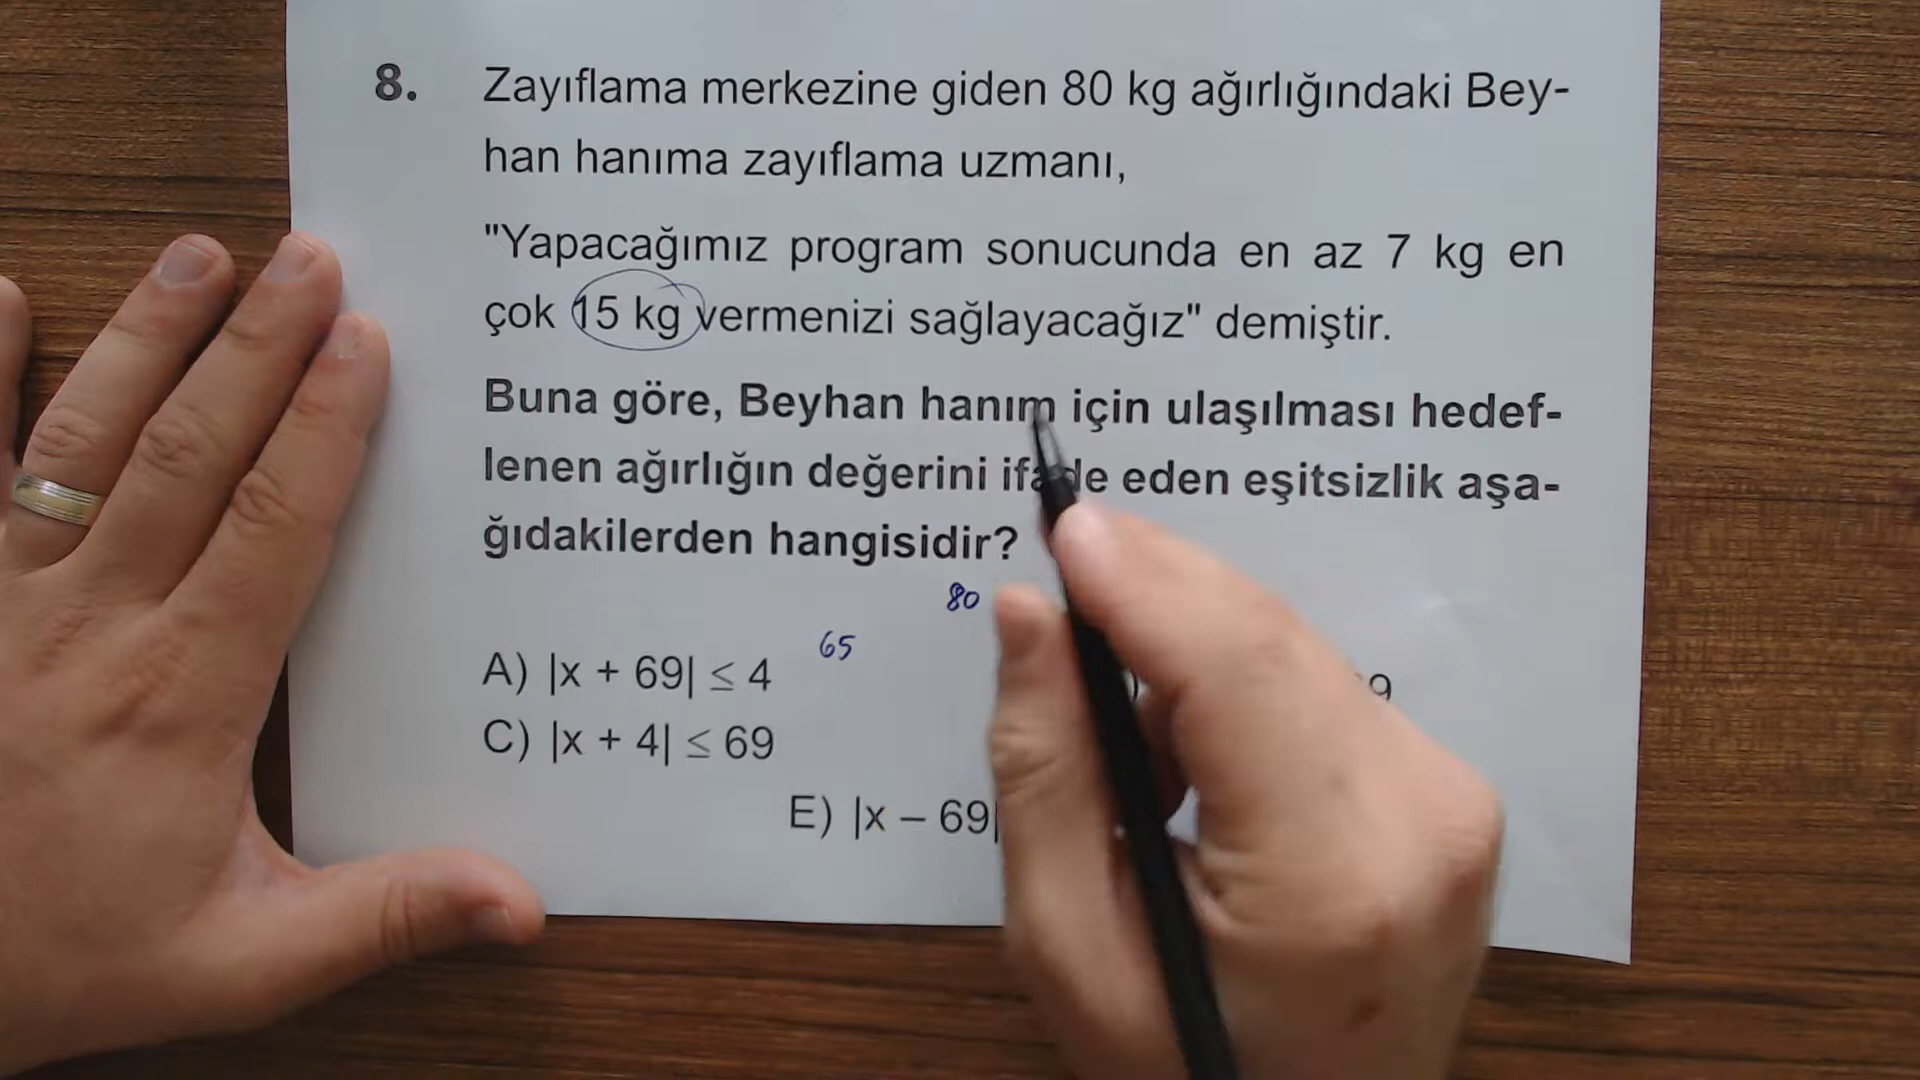 8. Zayıflama merkezine giden 80 kg ağırlığındaki Bey-
han hanıma zayıflama uzmanı,
"Yapacağımız program sonucunda en az 7 kg en
çok 15 kg vermenizi sağlayacağız" demiştir.
Buna göre, Beyhan hanım için ulaşılması hedef-
lenen ağırlığın değerini ifade eden eşitsizlik aşa-
ğıdakilerden hangisidir?
80
65
A) |x + 69| ≤ 4
C) |x + 4| ≤ 69
E) |x – 69|